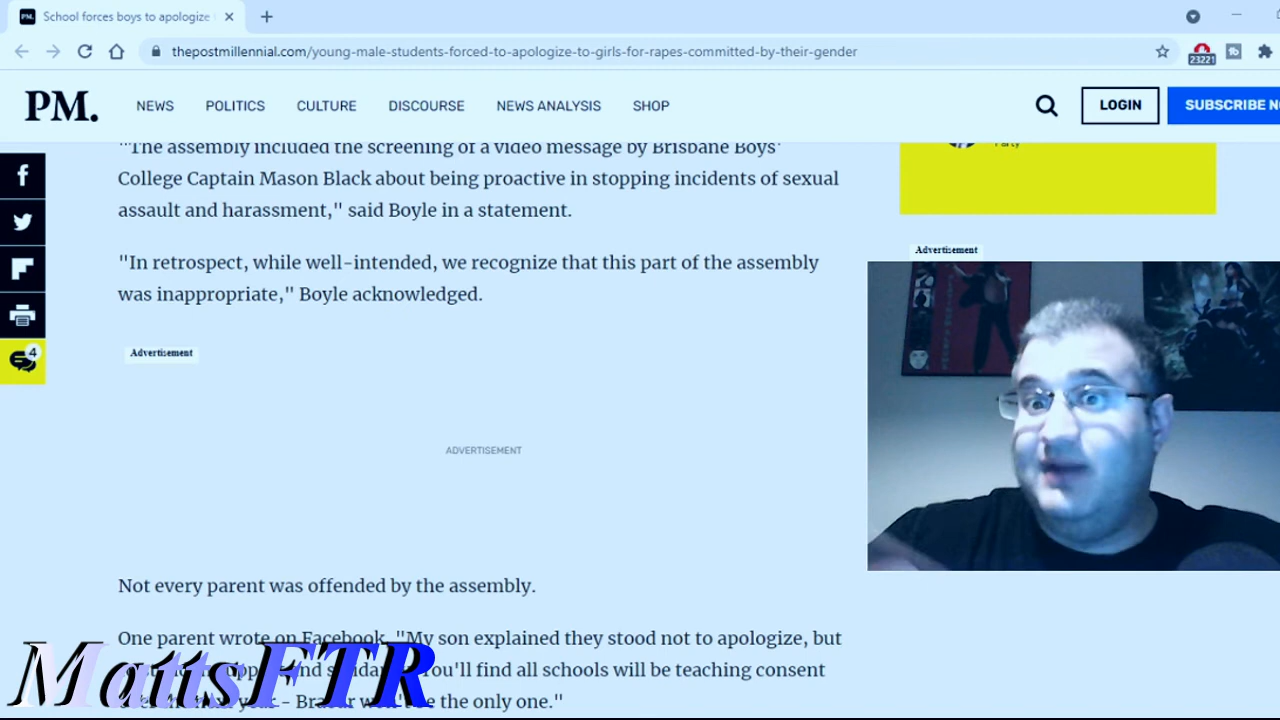 PM. School forces boys to apologize
thepostmillennial.com/young-male-students-forced-to-apologize-to-girls-for-rapes-committed-by-their-gender
23221
PM. NEWS POLITICS CULTURE DISCOURSE NEWS ANALYSIS SHOP LOGIN SUBSCRIBE
"The assembly included the screening of a video message by Brisbane Boys'
College Captain Mason Black about being proactive in stopping incidents of sexual
assault and harassment," said Boyle in a statement.
Party
Advertisement
"In retrospect, while well-intended, we recognize that this part of the assembly
was inappropriate," Boyle acknowledged.
Advertisement
4
ADVERTISEMENT
Not every parent was offended by the assembly.
One parent wrote on Facebook, "My son explained they stood not to apologize, but
You'll find all schools will be teaching consent
the only one."
MattsFTR